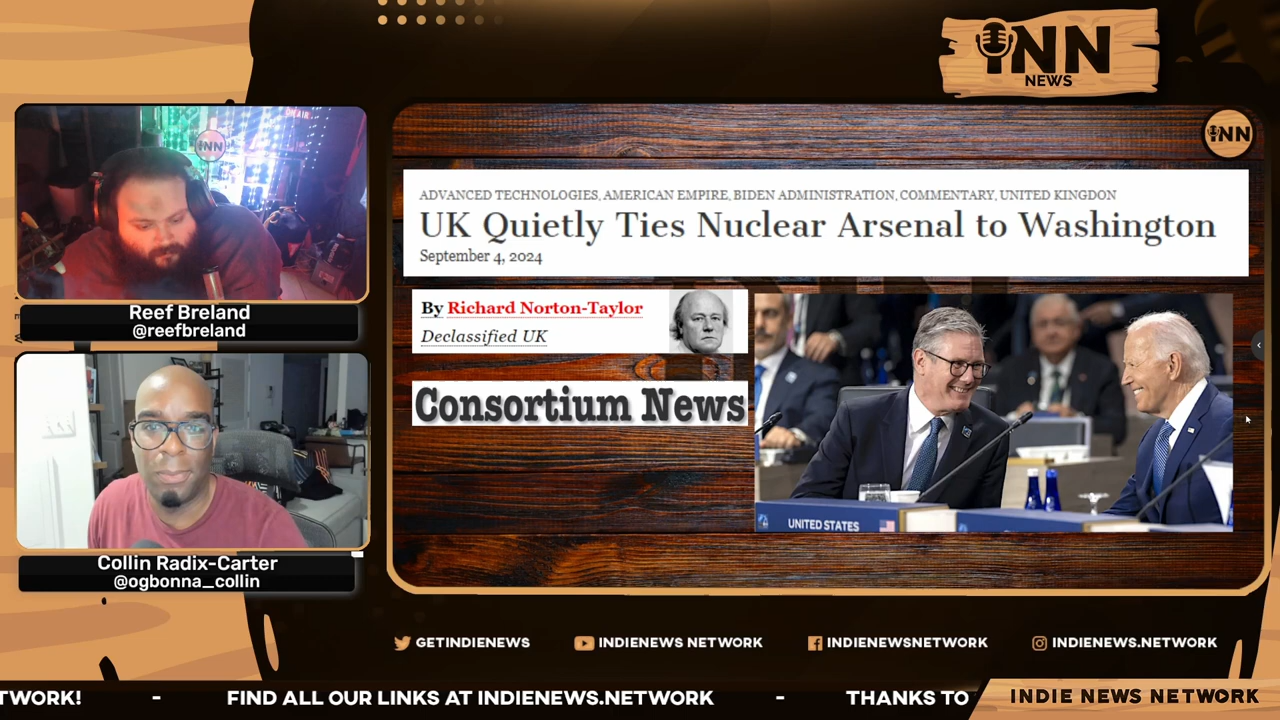 INN
NEWS
INN
INN
ADVANCED TECHNOLOGIES, AMERICAN EMPIRE, BIDEN ADMINISTRATION, COMMENTARY, UNITED KINGDON
UK Quietly Ties Nuclear Arsenal to Washington
September 4, 2024
By Richard Norton-Taylor
Declassified UK
Consortium News
UNITED STATES
Reef Breland
@reefbreland
Collin Radix-Carter
@ogbonna_collin
GETINDIENEWS
INDIENEWS NETWORK
INDIENEWSNETWORK
INDIENEWS.NETWORK
TWORK! - FIND ALL OUR LINKS AT INDIENEWS.NETWORK - THANKS TO
INDIE NEWS NETWORK